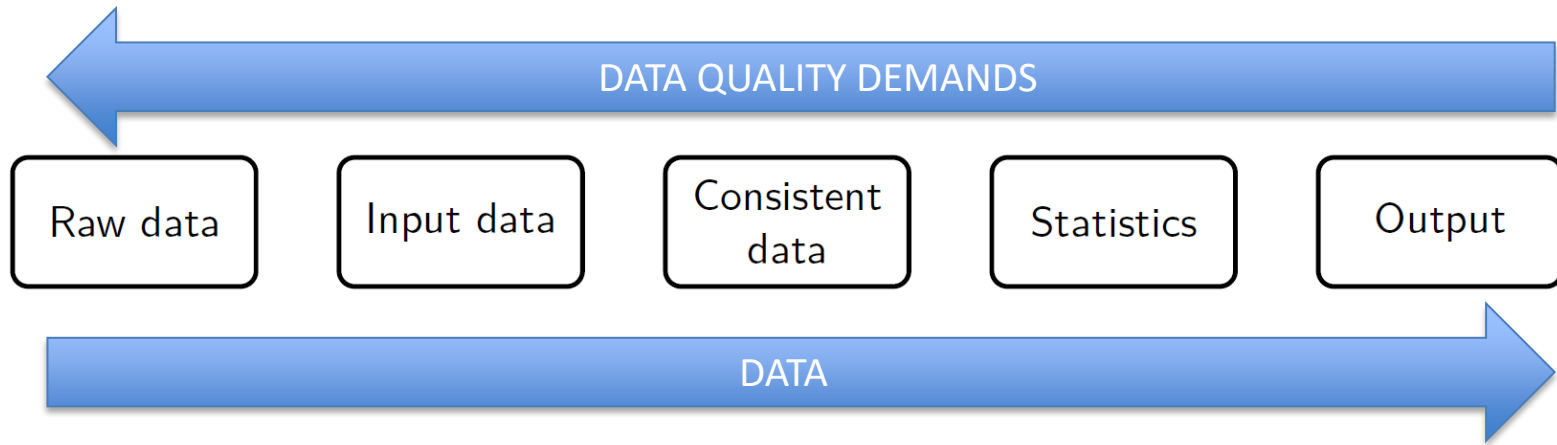 DATA QUALITY DEMANDS
Raw data
Input data
Consistent
data
Statistics
Output
DATA